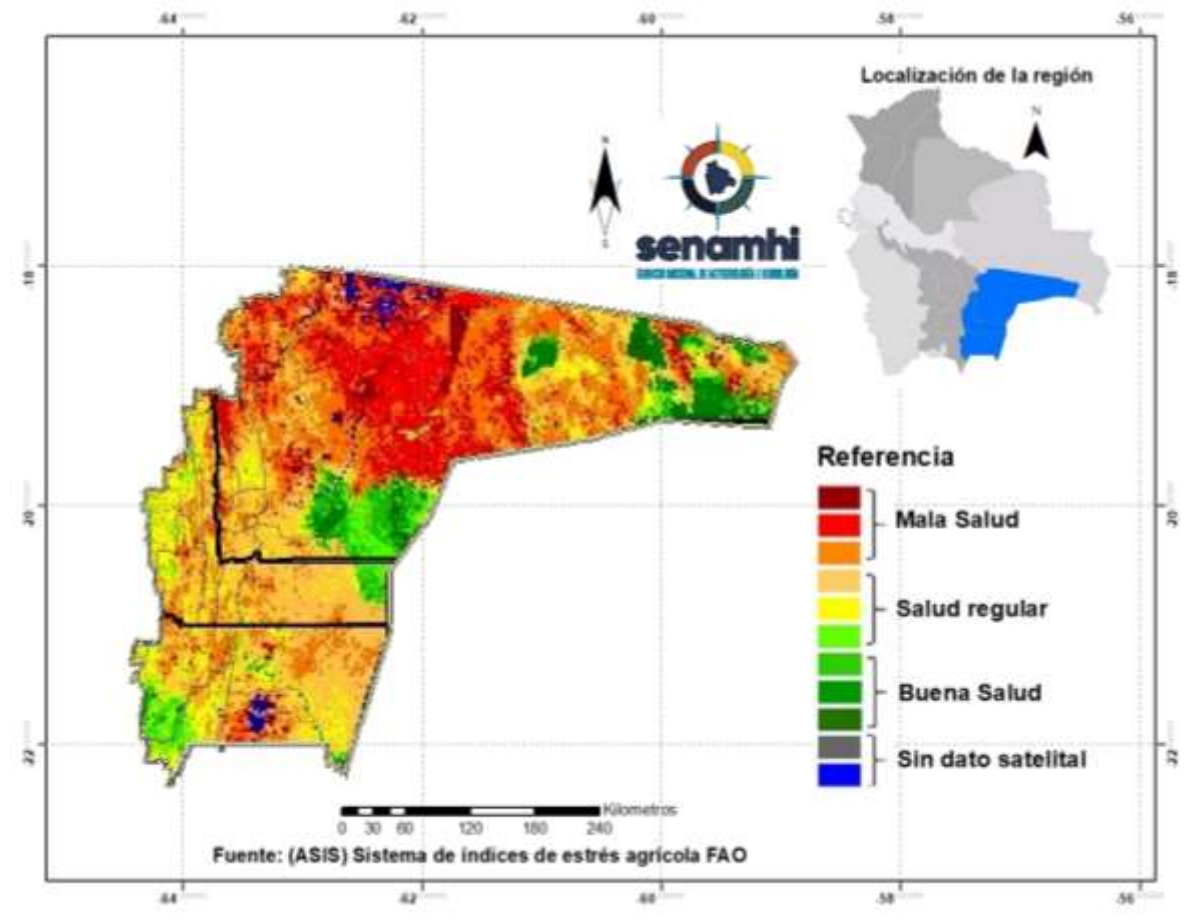 -64 -62 -60 -58 -56
Localización de la región
N
N
S
senamhi
18
18
20
20
22
22
Referencia
Mala Salud
Salud regular
Buena Salud
Sin dato satelital
Kilometros
0 30 60 120 180 240
Fuente: (ASIS) Sistema de índices de estrés agrícola FAO
-64 -62 -60 -58 -56